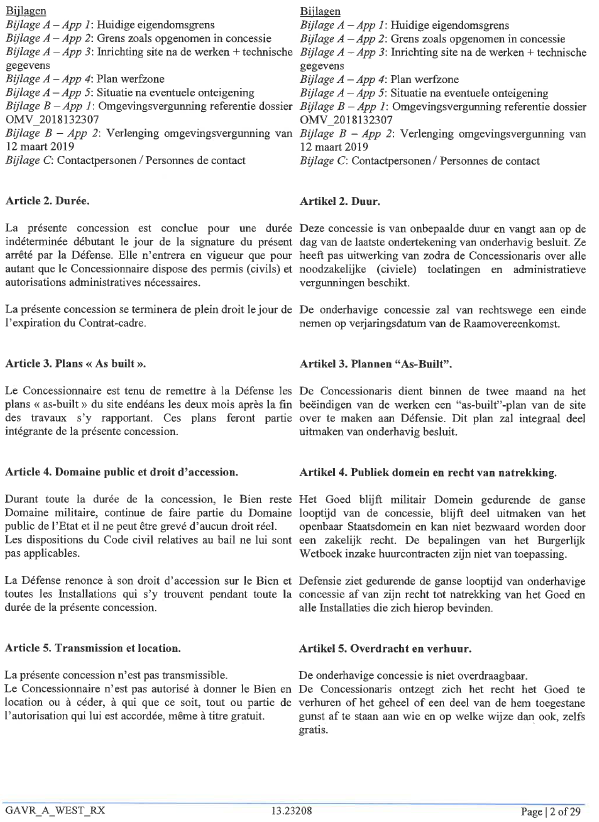 Bijlagen
Bijlage A – App 1: Huidige eigendomsgrens
Bijlage A – App 2: Grens zoals opgenomen in concessie
Bijlage A – App 3: Inrichting site na de werken + technische
gegevens
Bijlage A – App 4: Plan werfzone
Bijlage A – App 5: Situatie na eventuele onteigening
Bijlage B – App 1: Omgevingsvergunning referentie dossier
OMV_2018132307
Bijlage B – App 2: Verlenging omgevingsvergunning van
12 maart 2019
Bijlage C: Contactpersonen / Personnes de contact

Article 2. Durée.

La présente concession est conclue pour une durée
indéterminée débutant le jour de la signature du présent
arrêté par la Défense. Elle n'entrera en vigueur que pour
autant que le Concessionnaire dispose des permis (civils) et
autorisations administratives nécessaires.

La présente concession se terminera de plein droit le jour de
l'expiration du Contrat-cadre.

Article 3. Plans « As built ».

Le Concessionnaire est tenu de remettre à la Défense les
plans « as-built » du site endéans les deux mois après la fin
des travaux s'y rapportant. Ces plans feront partie
intégrante de la présente concession.

Article 4. Domaine public et droit d'accession.

Durant toute la durée de la concession, le Bien reste
Domaine militaire, continue de faire partie du Domaine
public de l'Etat et il ne peut être grevé d'aucun droit réel.
Les dispositions du Code civil relatives au bail ne lui sont
pas applicables.

La Défense renonce à son droit d'accession sur le Bien et
toutes les Installations qui s'y trouvent pendant toute la
durée de la présente concession.

Article 5. Transmission et location.

La présente concession n'est pas transmissible.
Le Concessionnaire n'est pas autorisé à donner le Bien en
location ou à céder, à qui que ce soit, tout ou partie de
l'autorisation qui lui est accordée, même à titre gratuit.

Bijlagen
Bijlage A – App 1: Huidige eigendomsgrens
Bijlage A – App 2: Grens zoals opgenomen in concessie
Bijlage A – App 3: Inrichting site na de werken + technische
gegevens
Bijlage A – App 4: Plan werfzone
Bijlage A – App 5: Situatie na eventuele onteigening
Bijlage B – App 1: Omgevingsvergunning referentie dossier
OMV_2018132307
Bijlage B – App 2: Verlenging omgevingsvergunning van
12 maart 2019
Bijlage C: Contactpersonen / Personnes de contact

Artikel 2. Duur.

Deze concessie is van onbepaalde duur en vangt aan op de
dag van de laatste ondertekening van onderhavig besluit. Ze
heeft pas uitwerking van zodra de Concessionaris over alle
noodzakelijke (civiele) toelatingen en administratieve
vergunningen beschikt.

De onderhavige concessie zal van rechtswege een einde
nemen op verjaringsdatum van de Raamovereenkomst.

Artikel 3. Plannen “As-Built”.

De Concessionaris dient binnen de twee maand na het
beëindigen van de werken een “as-built”-plan van de site
over te maken aan Défensie. Dit plan zal integraal deel
uitmaken van onderhavig besluit.

Artikel 4. Publiek domein en recht van natrekking.

Het Goed blijft militair Domein gedurende de ganse
looptijd van de concessie, blijft deel uitmaken van het
openbaar Staatsdomein en kan niet bezwaard worden door
een zakelijk recht. De bepalingen van het Burgerlijk
Wetboek inzake huurcontracten zijn niet van toepassing.

Defensie ziet gedurende de ganse looptijd van onderhavige
concessie af van zijn recht tot natrekking van het Goed en
alle Installaties die zich hierop bevinden.

Artikel 5. Overdracht en verhuur.

De onderhavige concessie is niet overdraagbaar.
De Concessionaris ontzegt zich het recht het Goed te
verhuren of het geheel of een deel van de hem toegestane
gunst af te staan aan wie en op welke wijze dan ook, zelfs
gratis.

GAVR_A_WEST_RX 13.23208 Page | 2 of 29